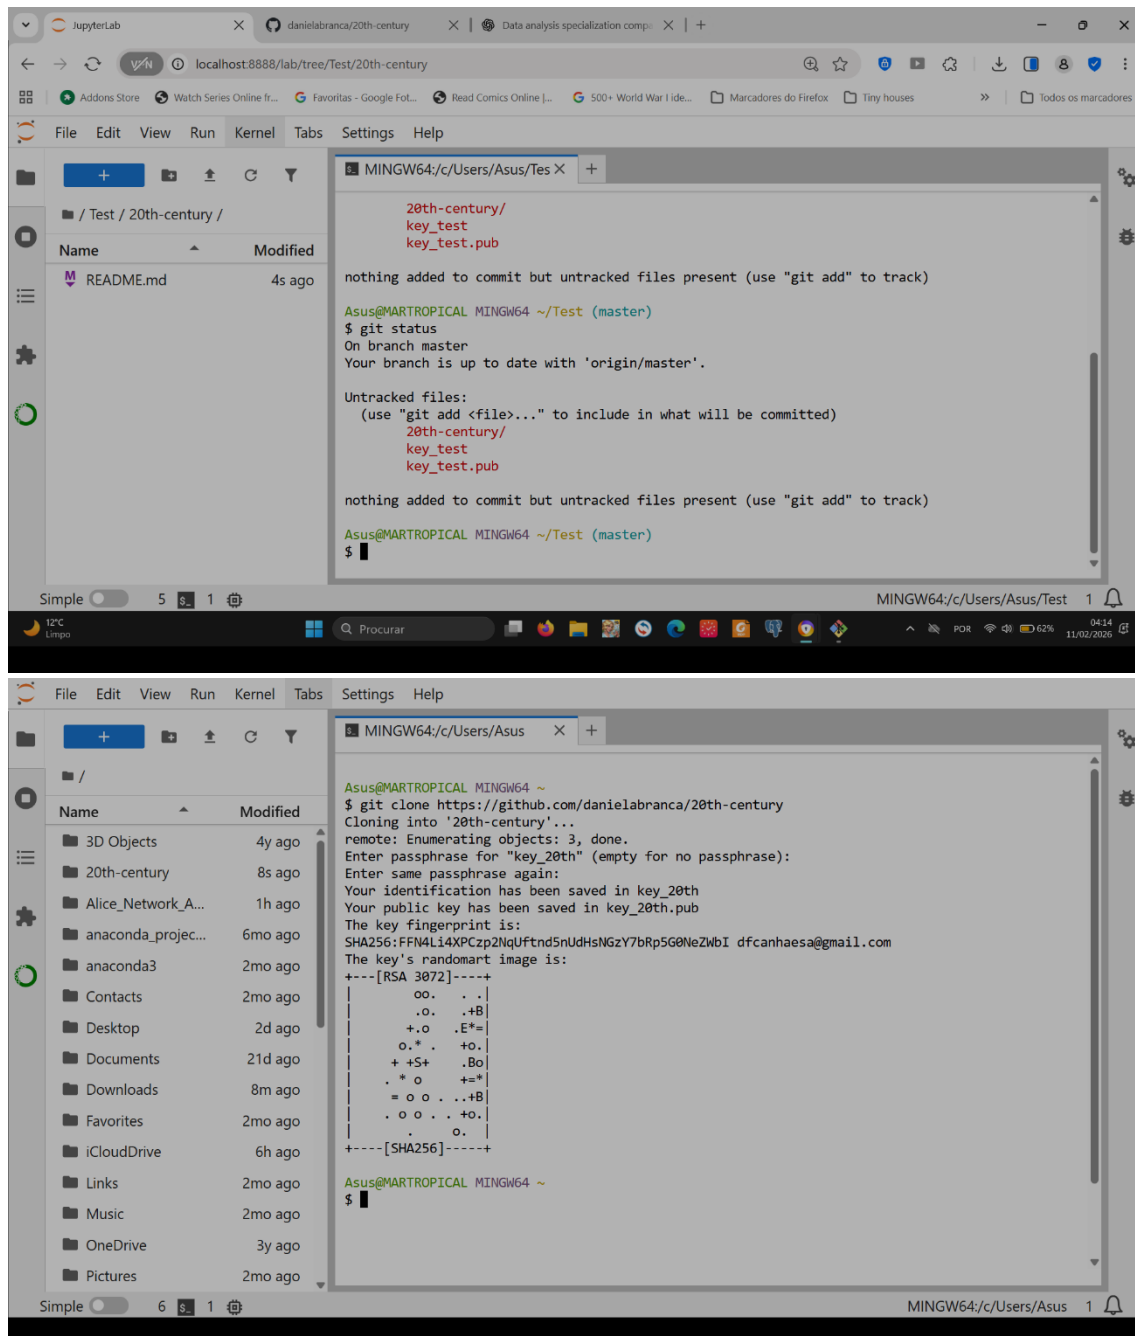 JupyterLab
danielabranca/20th-century
Data analysis specialization comp
localhost:8888/lab/tree/Test/20th-century
Addons Store
Watch Series Online fr...
Favoritas - Google Fot...
Read Comics Online |...
500+ World War I ide...
Marcadores do Firefox
Tiny houses
»
Todos os marcadores
File Edit View Run Kernel Tabs Settings Help
MINGW64:/c/Users/Asus/Tes
/ Test / 20th-century /
Name Modified
README.md 4s ago
20th-century/
key_test
key_test.pub
nothing added to commit but untracked files present (use "git add" to track)
Asus@MARTROPICAL MINGW64 ~/Test (master)
$ git status
On branch master
Your branch is up to date with 'origin/master'.
Untracked files:
(use "git add <file>..." to include in what will be committed)
20th-century/
key_test
key_test.pub
nothing added to commit but untracked files present (use "git add" to track)
Asus@MARTROPICAL MINGW64 ~/Test (master)
$
Simple 5 $_ 1 MINGW64:/c/Users/Asus/Test 1
12°C
Limpo
Procurar
POR
62%
04:14
11/02/2026
File Edit View Run Kernel Tabs Settings Help
MINGW64:/c/Users/Asus
/
Name Modified
3D Objects 4y ago
20th-century 8s ago
Alice_Network_A... 1h ago
anaconda_projec... 6mo ago
anaconda3 2mo ago
Contacts 2mo ago
Desktop 2d ago
Documents 21d ago
Downloads 8m ago
Favorites 2mo ago
iCloudDrive 6h ago
Links 2mo ago
Music 2mo ago
OneDrive 3y ago
Pictures 2mo ago
Asus@MARTROPICAL MINGW64 ~
$ git clone https://github.com/danielabranca/20th-century
Cloning into '20th-century'...
remote: Enumerating objects: 3, done.
Enter passphrase for "key_20th" (empty for no passphrase):
Enter same passphrase again:
Your identification has been saved in key_20th
Your public key has been saved in key_20th.pub
The key fingerprint is:
SHA256:FFN4Li4XPCzp2NqUftnd5nUdHsNGzY7bRp5G0NeZWbI dfcanhaesa@gmail.com
The key's randomart image is:
+---[RSA 3072]----+
|        oo.   . .|
|        .o.   .+B|
|       +.o   .E*=|
|      o.* .   +o.|
|     + +S+    .Bo|
|    . * o     +=*|
|     = o o . ..+B|
|    . o o . . +o.|
|       .     o.  |
+----[SHA256]-----+
Asus@MARTROPICAL MINGW64 ~
$
Simple 6 $_ 1 MINGW64:/c/Users/Asus 1